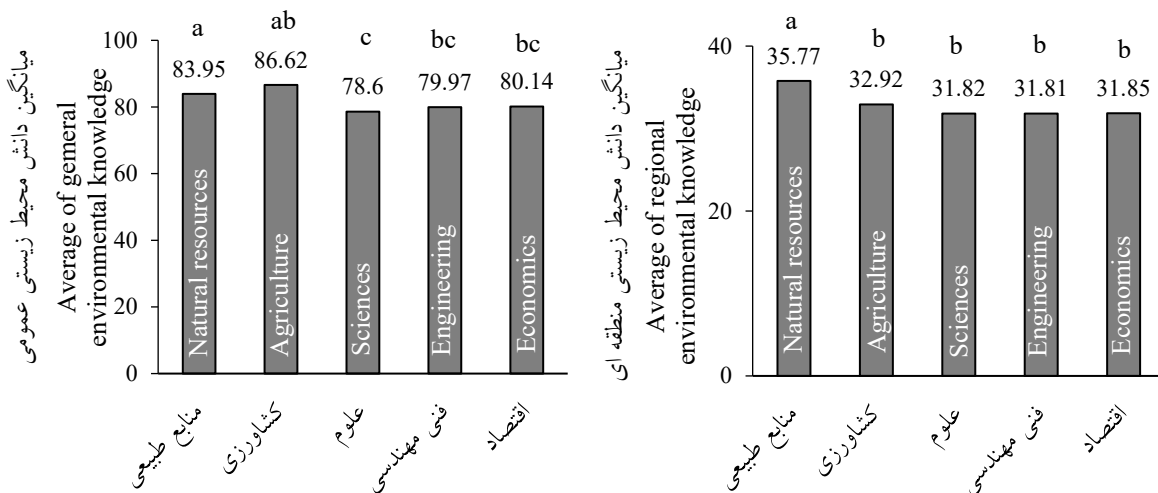 میانگین دانش محیط زیستی عمومی
Average of gemeral
environmental knowledge
100
80
60
40
20
0
a
ab
c
bc
bc
83.95
86.62
78.6
79.97
80.14
Natural resources
Agriculture
Sciences
Engineering
Economics
منابع طبیعی
کشاورزی
علوم
فنی مهندسی
اقتصاد
میانگین دانش محیط زیستی منطقه ای
Average of regional
environmental knowledge
40
20
0
a
b
b
b
b
35.77
32.92
31.82
31.81
31.85
Natural resources
Agriculture
Sciences
Engineering
Economics
منابع طبیعی
کشاورزی
علوم
فنی مهندسی
اقتصاد